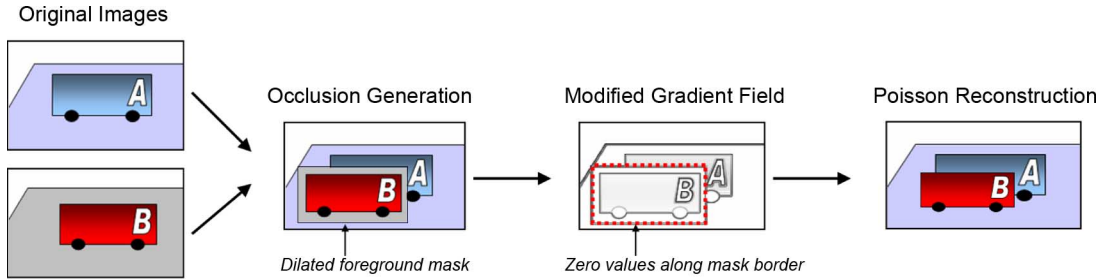 Original Images
A
B
Occlusion Generation
A
B
Dilated foreground mask
Modified Gradient Field
A
B
Zero values along mask border
Poisson Reconstruction
A
B